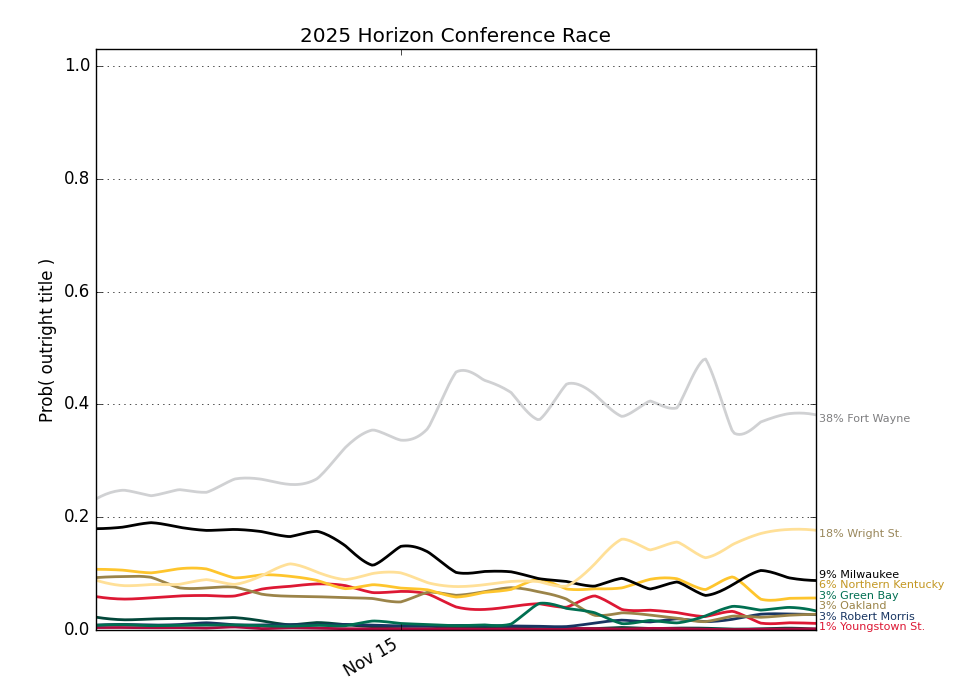 2025 Horizon Conference Race
Prob( outright title )
1.0
0.8
0.6
0.4
0.2
0.0
Nov 15
38% Fort Wayne
18% Wright St.
9% Milwaukee
6% Northern Kentucky
3% Green Bay
3% Oakland
3% Robert Morris
1% Youngstown St.